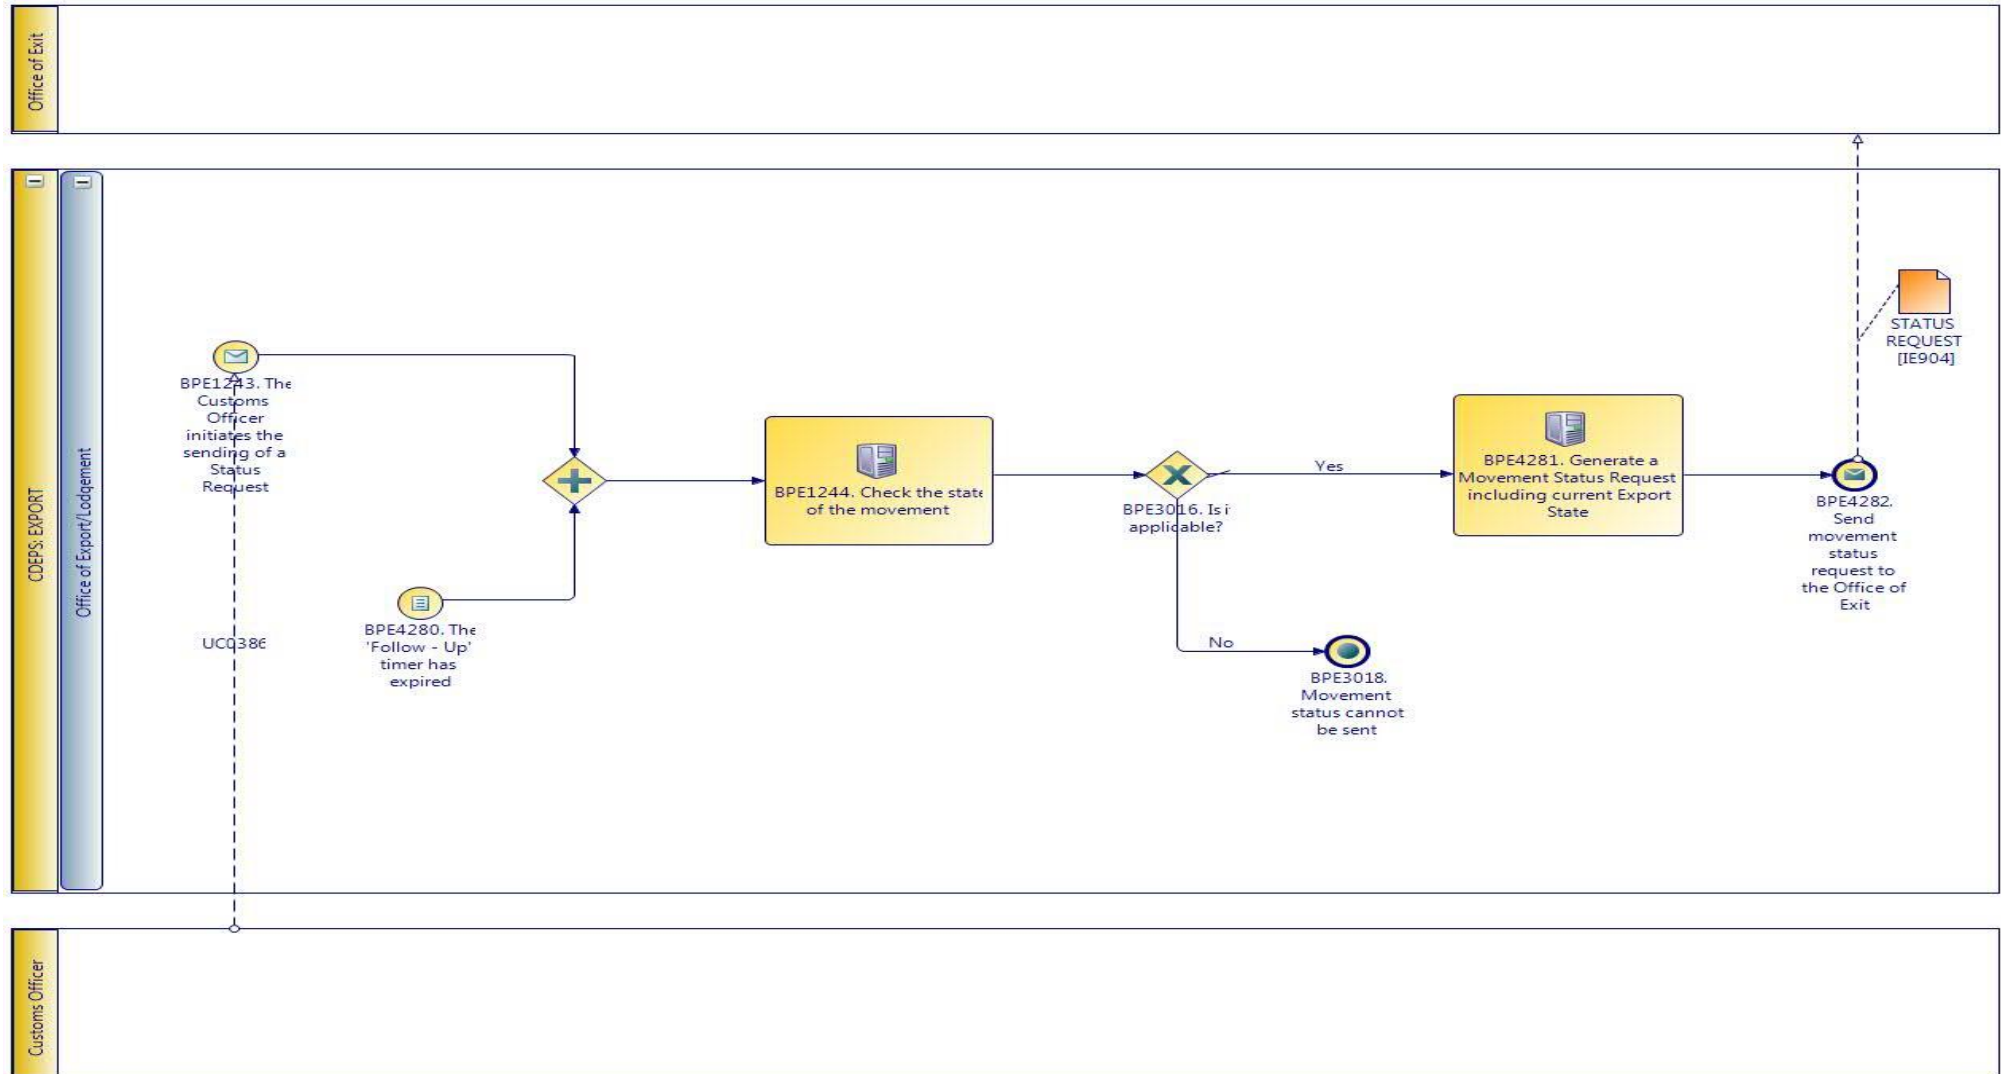 Office of Exit
CDEPS: EXPORT
Office of Export/Lodgement
BPE1243. The
Customs
Officer
initiates the
sending of a
Status
Request
UC0386
BPE4280. The
'Follow - Up'
timer has
expired
BPE1244. Check the state
of the movement
BPE3016. Is i
applicable?
Yes
No
BPE3018.
Movement
status cannot
be sent
BPE4281. Generate a
Movement Status Request
including current Export
State
BPE4282.
Send
movement
status
request to
the Office of
Exit
STATUS
REQUEST
[IE904]
Customs Officer